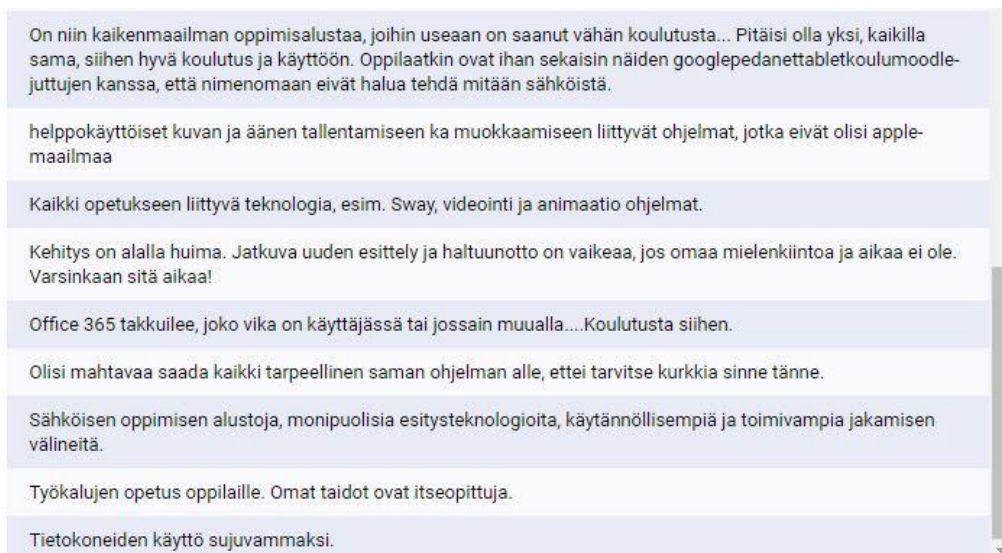 On niin kaikenmaailman oppimisalustaa, joihin useaan on saanut vähän koulutusta... Pitäisi olla yksi, kaikilla
sama, siihen hyvä koulutus ja käyttöön. Oppilaatkin ovat ihan sekaisin näiden googlepedanettabletkoulumoodle-
juttujen kanssa, että nimenomaan eivät halua tehdä mitään sähköistä.
helppokäyttöiset kuvan ja äänen tallentamiseen ka muokkaamiseen liittyvät ohjelmat, jotka eivät olisi apple-
maailmaa
Kaikki opetukseen liittyvä teknologia, esim. Sway, videointi ja animaatio ohjelmat.
Kehitys on alalla huima. Jatkuva uuden esittely ja haltuunotto on vaikeaa, jos omaa mielenkiintoa ja aikaa ei ole.
Varsinkaan sitä aikaa!
Office 365 takkuilee, joko vika on käyttäjässä tai jossain muualla....Koulutusta siihen.
Olisi mahtavaa saada kaikki tarpeellinen saman ohjelman alle, ettei tarvitse kurkkia sinne tänne.
Sähköisen oppimisen alustoja, monipuolisia esitysteknologioita, käytännöllisempiä ja toimivampia jakamisen
välineitä.
Työkalujen opetus oppilaille. Omat taidot ovat itseopittuja.
Tietokoneiden käyttö sujuvammaksi.